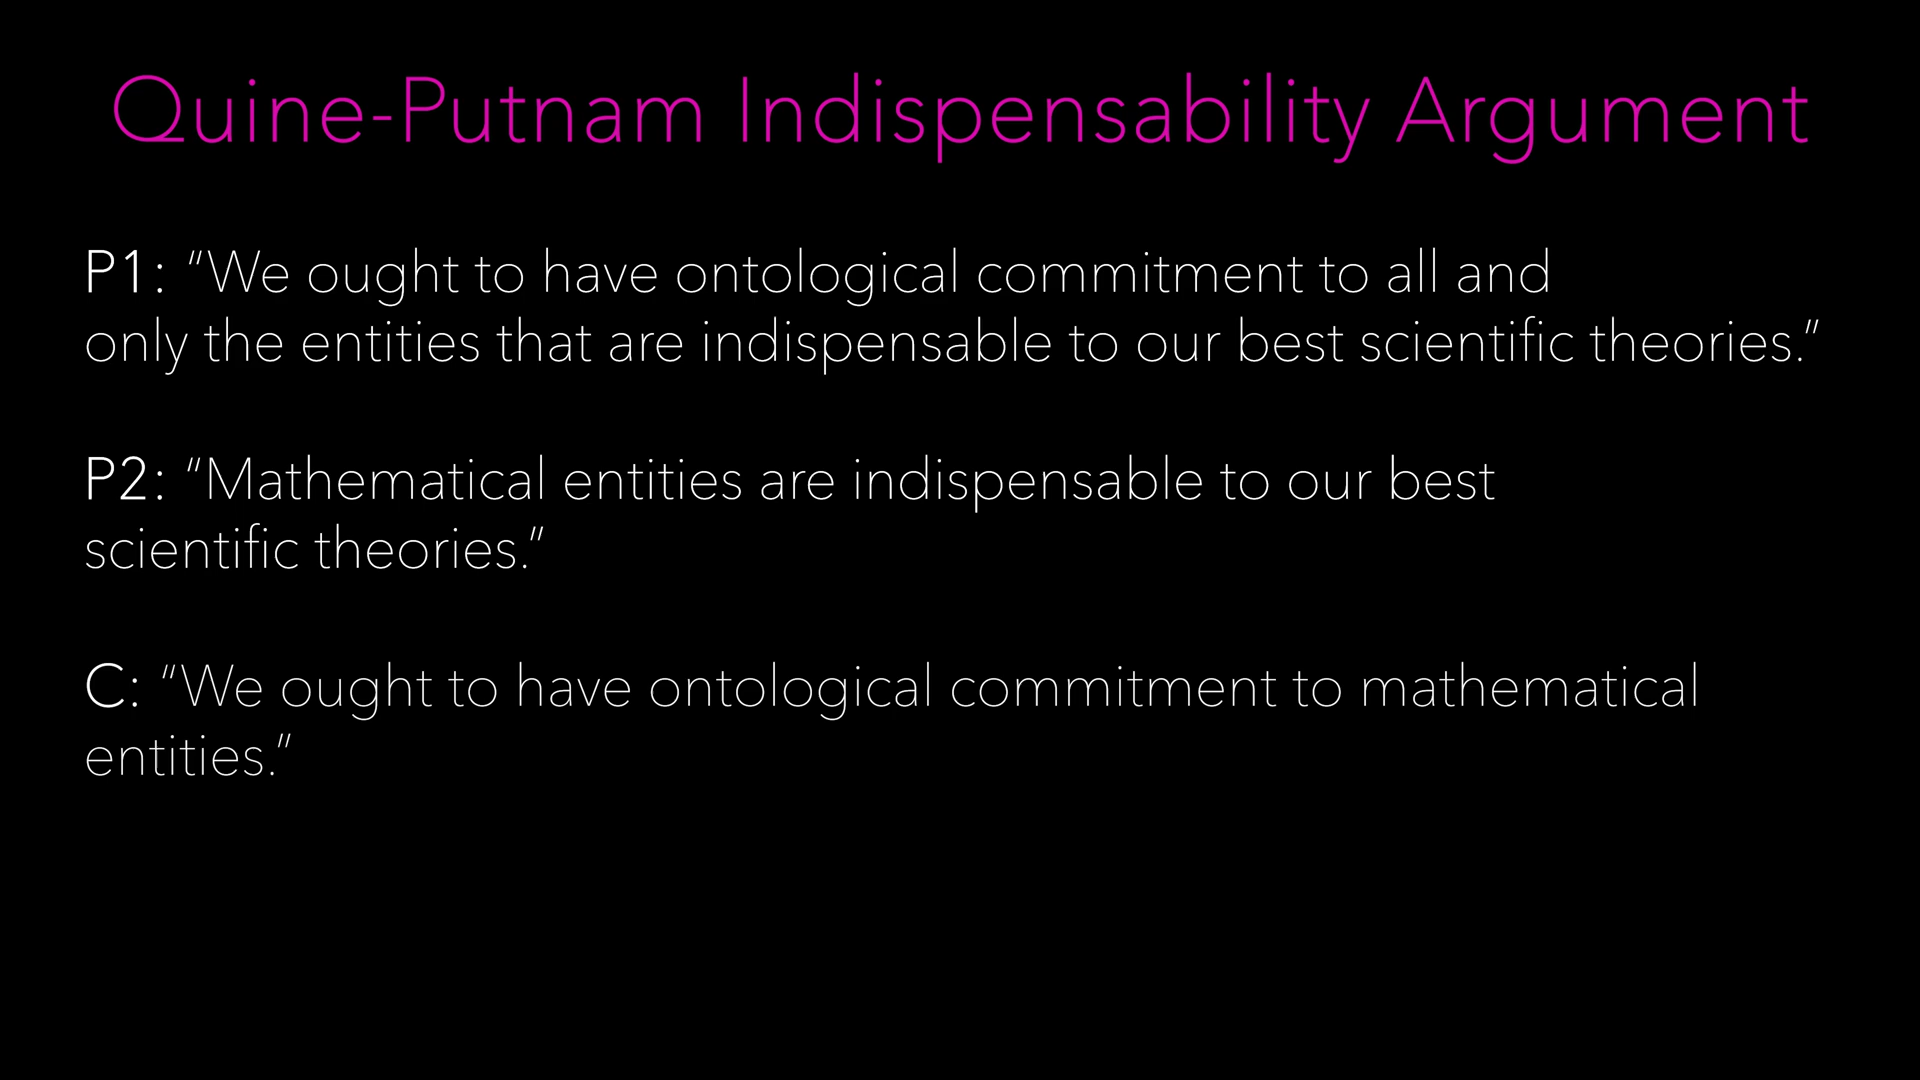 Quine-Putnam Indispensability Argument
P1: “We ought to have ontological commitment to all and
only the entities that are indispensable to our best scientific theories.”
P2: “Mathematical entities are indispensable to our best
scientific theories.”
C: “We ought to have ontological commitment to mathematical
entities.”